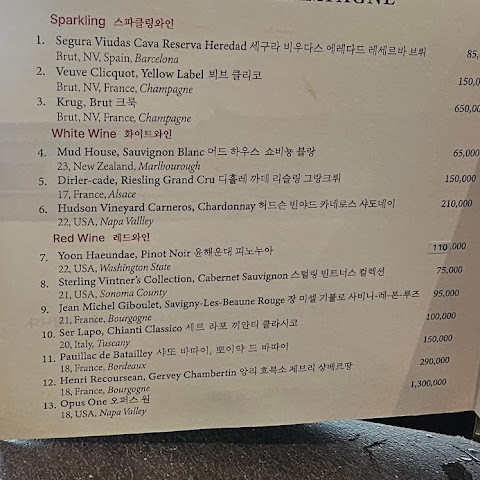 Sparkling 스파클링와인
1. Segura Viudas Cava Reserva Heredad 세구라 비우다스 에레다드 레세르바 브뤼 85,
Brut, NV, Spain, Barcelona
2. Veuve Clicquot, Yellow Label 뵈브 클리코 150,0
Brut, NV, France, Champagne
3. Krug, Brut 크룩 650,00
Brut, NV, France, Champagne
White Wine 화이트와인
4. Mud House, Sauvignon Blanc 머드 하우스 쇼비뇽 블랑 65,000
23, New Zealand, Marlbourough
5. Dirler-cade, Riesling Grand Cru 디흘레 까데 리슬링 그랑크뤼 150,000
17, France, Alsace
6. Hudson Vineyard Carneros, Chardonnay 허드슨 빈야드 카네로스 샤도네이 210,000
22, USA, Napa Vallley
Red Wine 레드와인
7. Yoon Haeundae, Pinot Noir 윤해운대 피노누아 110,000
22, USA, Washington State
8. Sterling Vintner's Collection, Cabernet Sauvignon 스털링 빈트너스 컬렉션 75,000
21, USA, Sonoma County
9. Jean Michel Giboulet, Savigny-Les-Beaune Rouge 장 미셸 기불로 사비니-레-본-루즈 95,000
21, France, Bourgogne
10. Ser Lapo, Chianti Classico 세르 라포 끼안티 클라시코 100,000
20, Italy, Tuscany
11. Pauillac de Batailley 샤또 바따이, 뽀이약 드 바따이 150,000
18, France, Bordeaux
12. Henri Recoursean, Gervey Chambertin 앙리 흐복소 제브리 샹베르땅 290,000
18, France, Bourgogne
13. Opus One 오퍼스 원 1,300,000
18, USA, Napa Valley